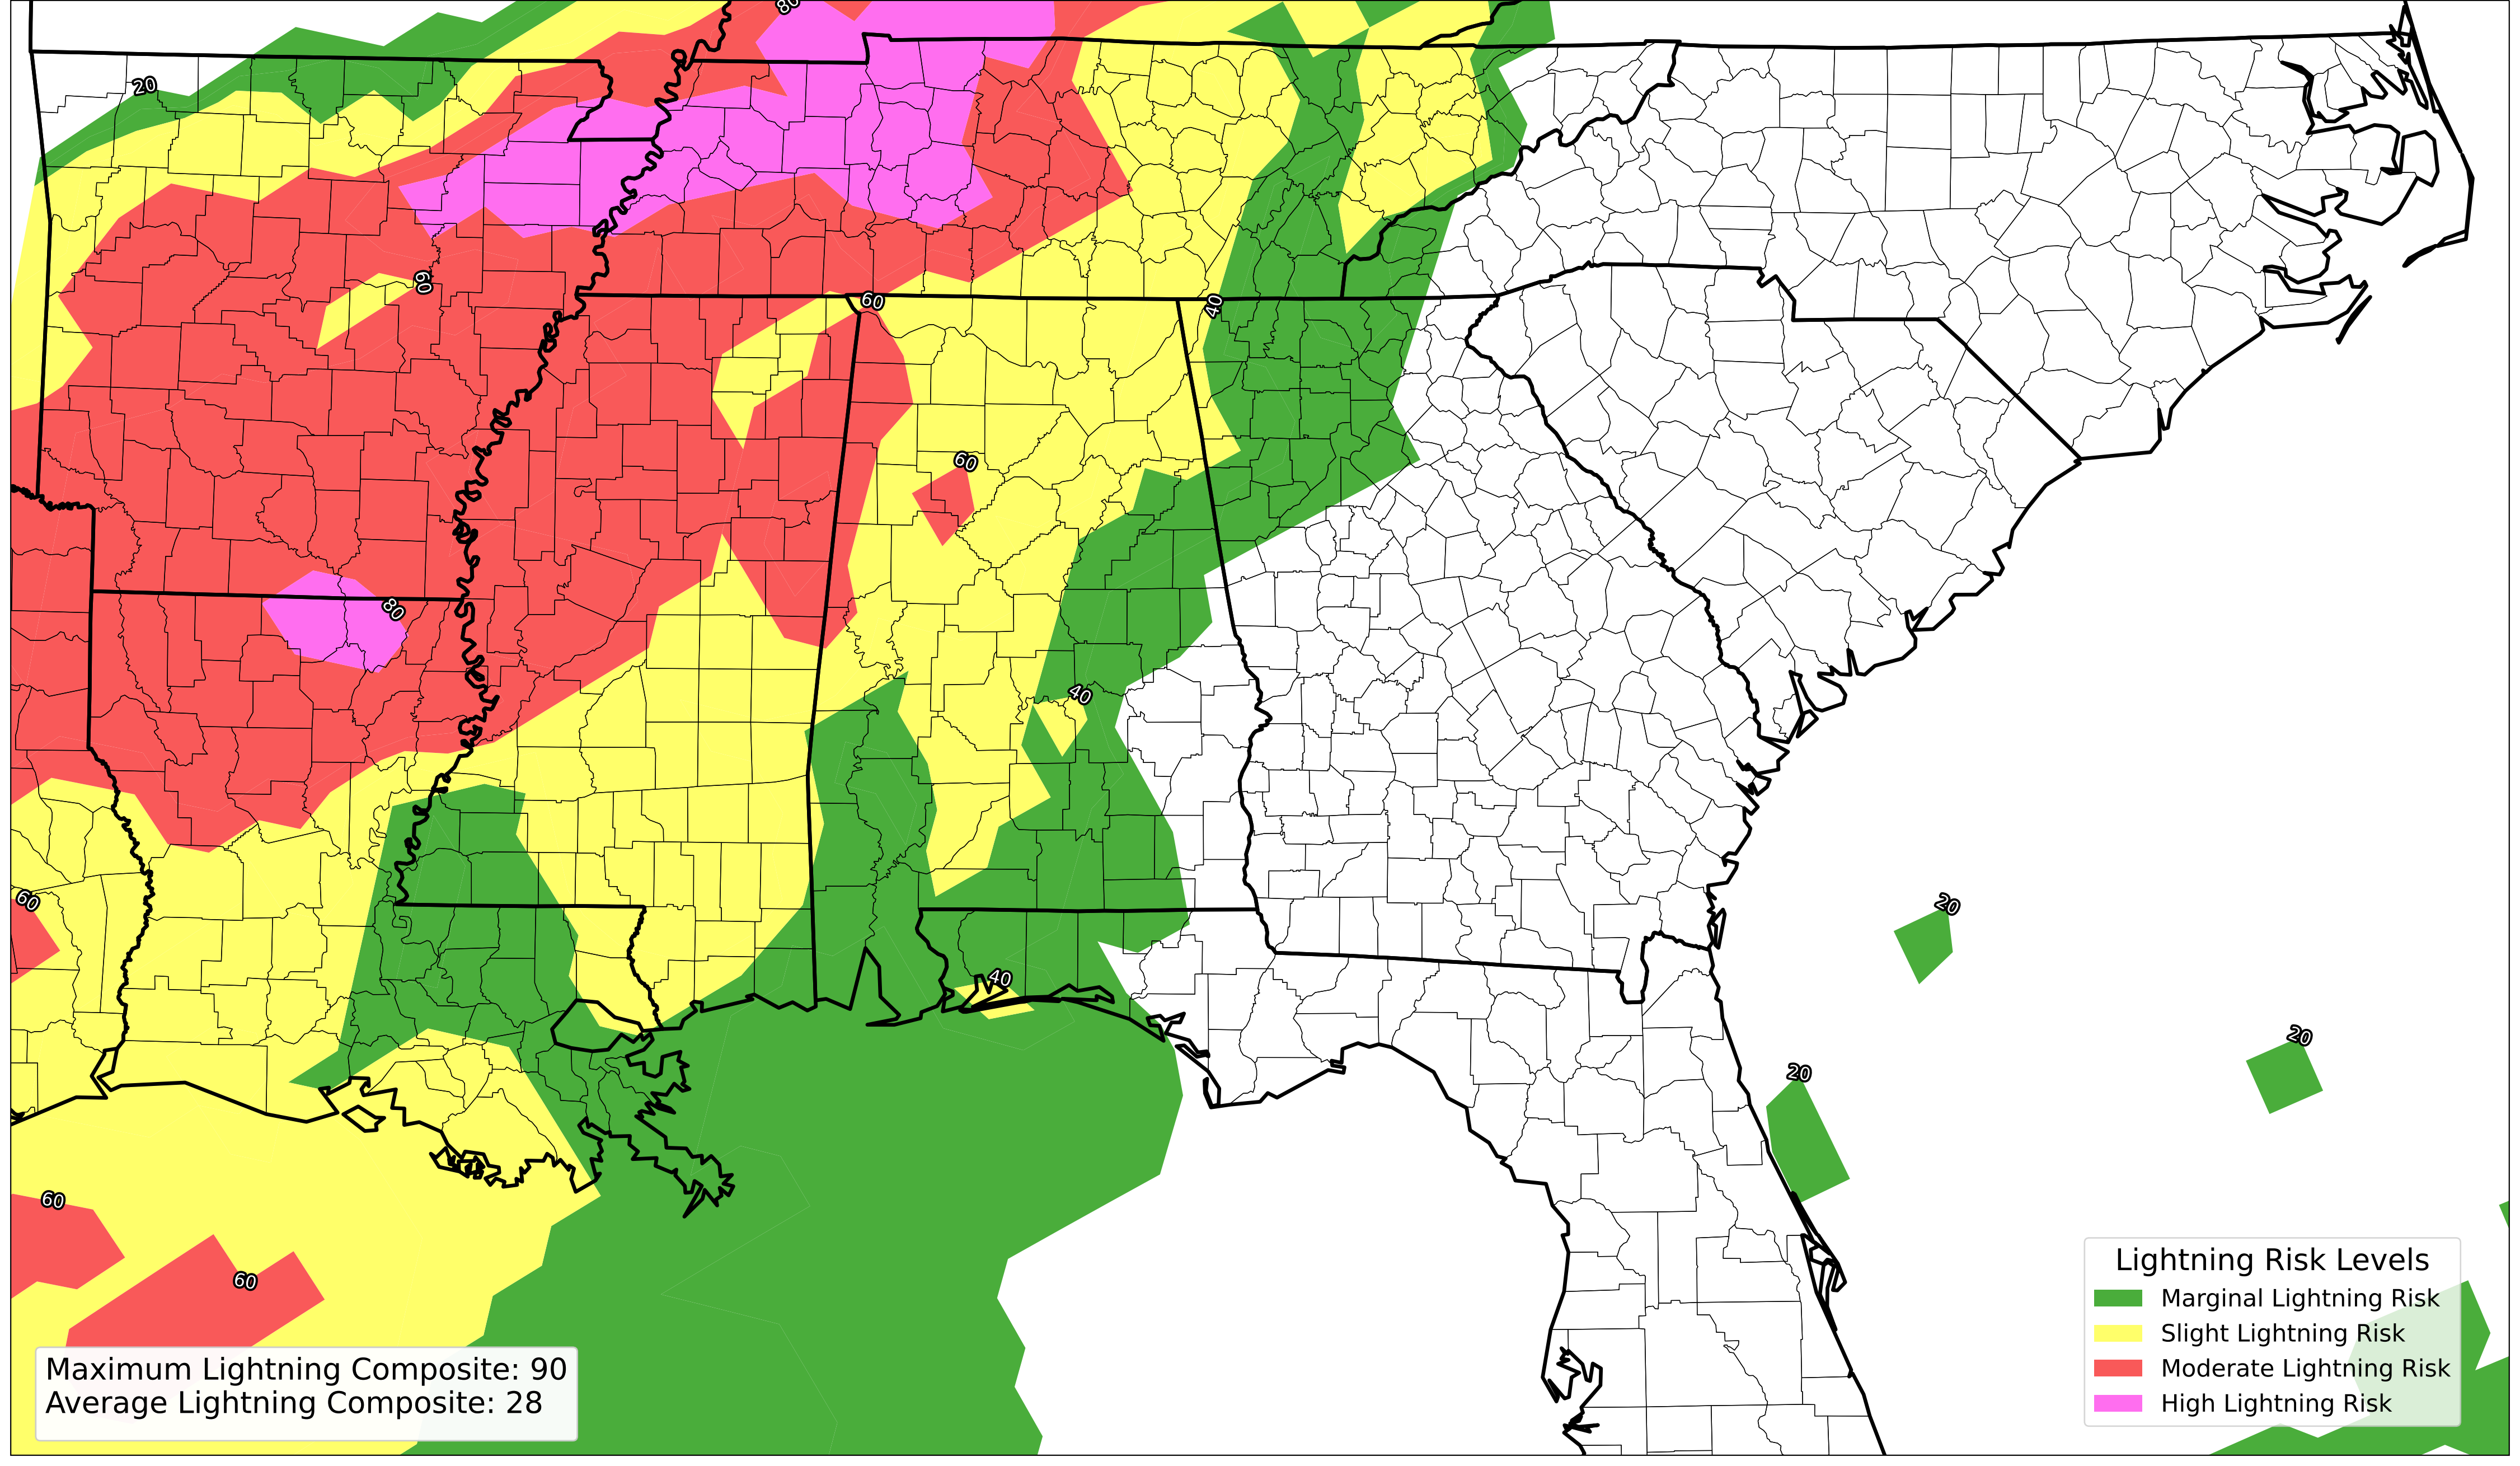 80
20
60
60
40
60
80
40
60
20
40
20
20
60
60
Lightning Risk Levels
Marginal Lightning Risk
Slight Lightning Risk
Moderate Lightning Risk
High Lightning Risk
Maximum Lightning Composite: 90
Average Lightning Composite: 28